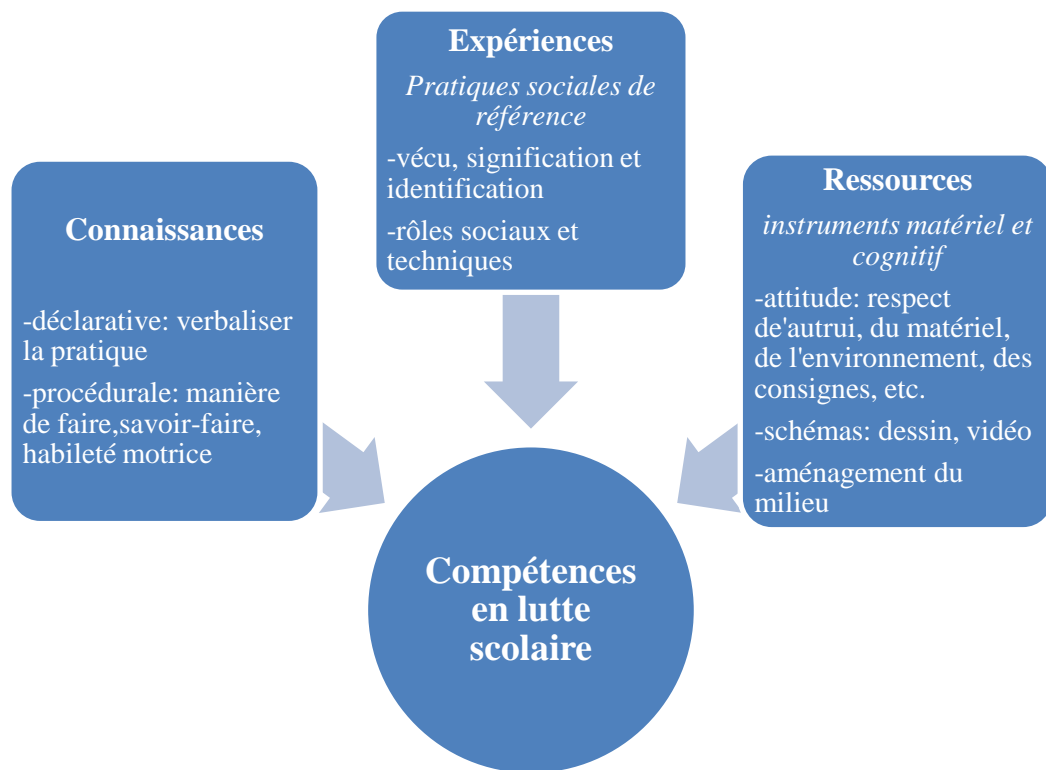 Expériences
Pratiques sociales de
référence
-vécu, signification et
identification
-rôles sociaux et
techniques
Connaissances
-déclarative: verbaliser
la pratique
-procédurale: manière
de faire,savoir-faire,
habileté motrice
Ressources
instruments matériel et
cognitif
-attitude: respect
de'autrui, du matériel,
de l'environnement, des
consignes, etc.
-schémas: dessin, vidéo
-aménagement du
milieu
Compétences
en lutte
scolaire